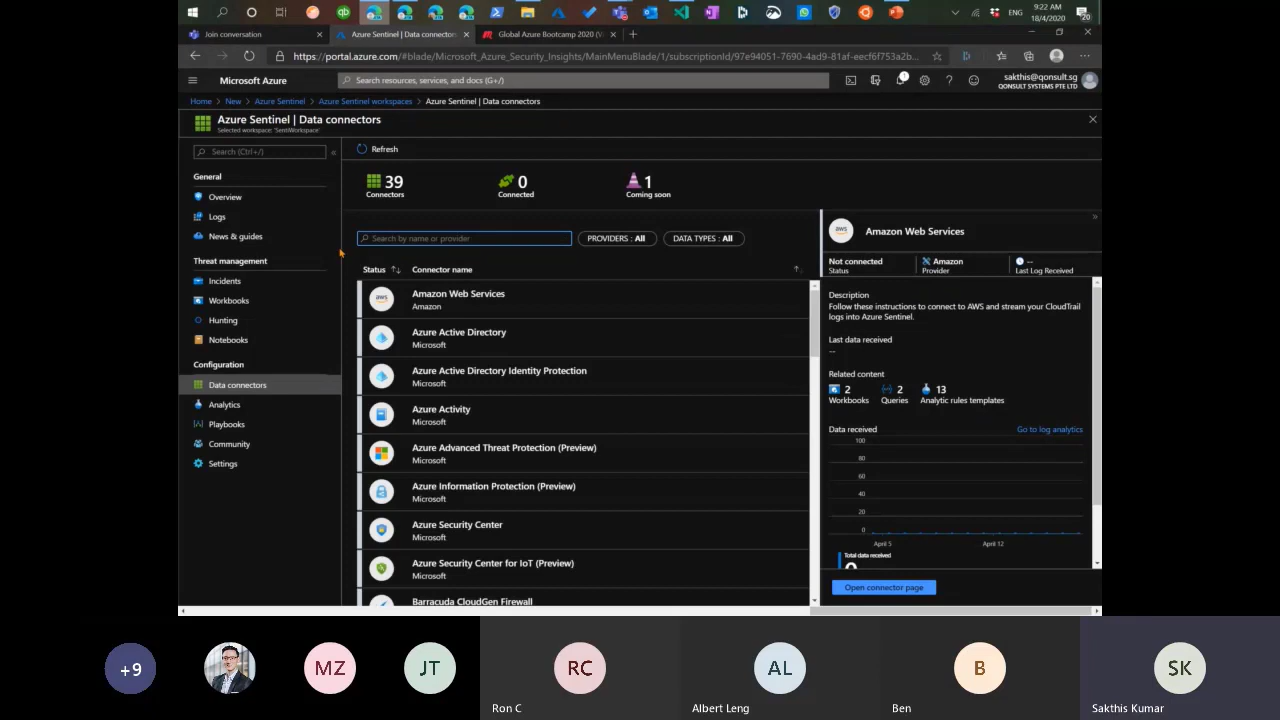 ENG
9:22 AM
18/4/2020
20
Join conversation
Azure Sentinel | Data connectors
Global Azure Bootcamp 2020 (V
https://portal.azure.com/#blade/Microsoft_Azure_Security_Insights/MainMenuBlade/1/subscriptionId/97e94051-7690-4ad9-81af-eecf6f753a2b...
Microsoft Azure
Search resources, services, and docs (G+/)
1
sakthis@qonsult.sg
QONSULT SYSTEMS PTE LTD
Home > New > Azure Sentinel > Azure Sentinel workspaces > Azure Sentinel | Data connectors
Azure Sentinel | Data connectors
Selected workspace: 'SentiWorkspace'
Search (Ctrl+/)
General
Overview
Logs
News & guides
Threat management
Incidents
Workbooks
Hunting
Notebooks
Configuration
Data connectors
Analytics
Playbooks
Community
Settings
Refresh
39
Connectors
0
Connected
1
Coming soon
Search by name or provider
PROVIDERS : All
DATA TYPES : All
Status
Connector name
aws
Amazon Web Services
Amazon
Azure Active Directory
Microsoft
Azure Active Directory Identity Protection
Microsoft
Azure Activity
Microsoft
Azure Advanced Threat Protection (Preview)
Microsoft
Azure Information Protection (Preview)
Microsoft
Azure Security Center
Microsoft
Azure Security Center for IoT (Preview)
Microsoft
Barracuda CloudGen Firewall
aws
Amazon Web Services
Not connected
Status
Amazon
Provider
--
Last Log Received
Description
Follow these instructions to connect to AWS and stream your CloudTrail
logs into Azure Sentinel.
Last data received
--
Related content
2
Workbooks
2
Queries
13
Analytic rules templates
Data received
Go to log analytics
100
80
60
40
20
0
April 5
April 12
Total data received
0
Open connector page
+9
MZ
JT
RC
Ron C
AL
Albert Leng
B
Ben
SK
Sakthis Kumar